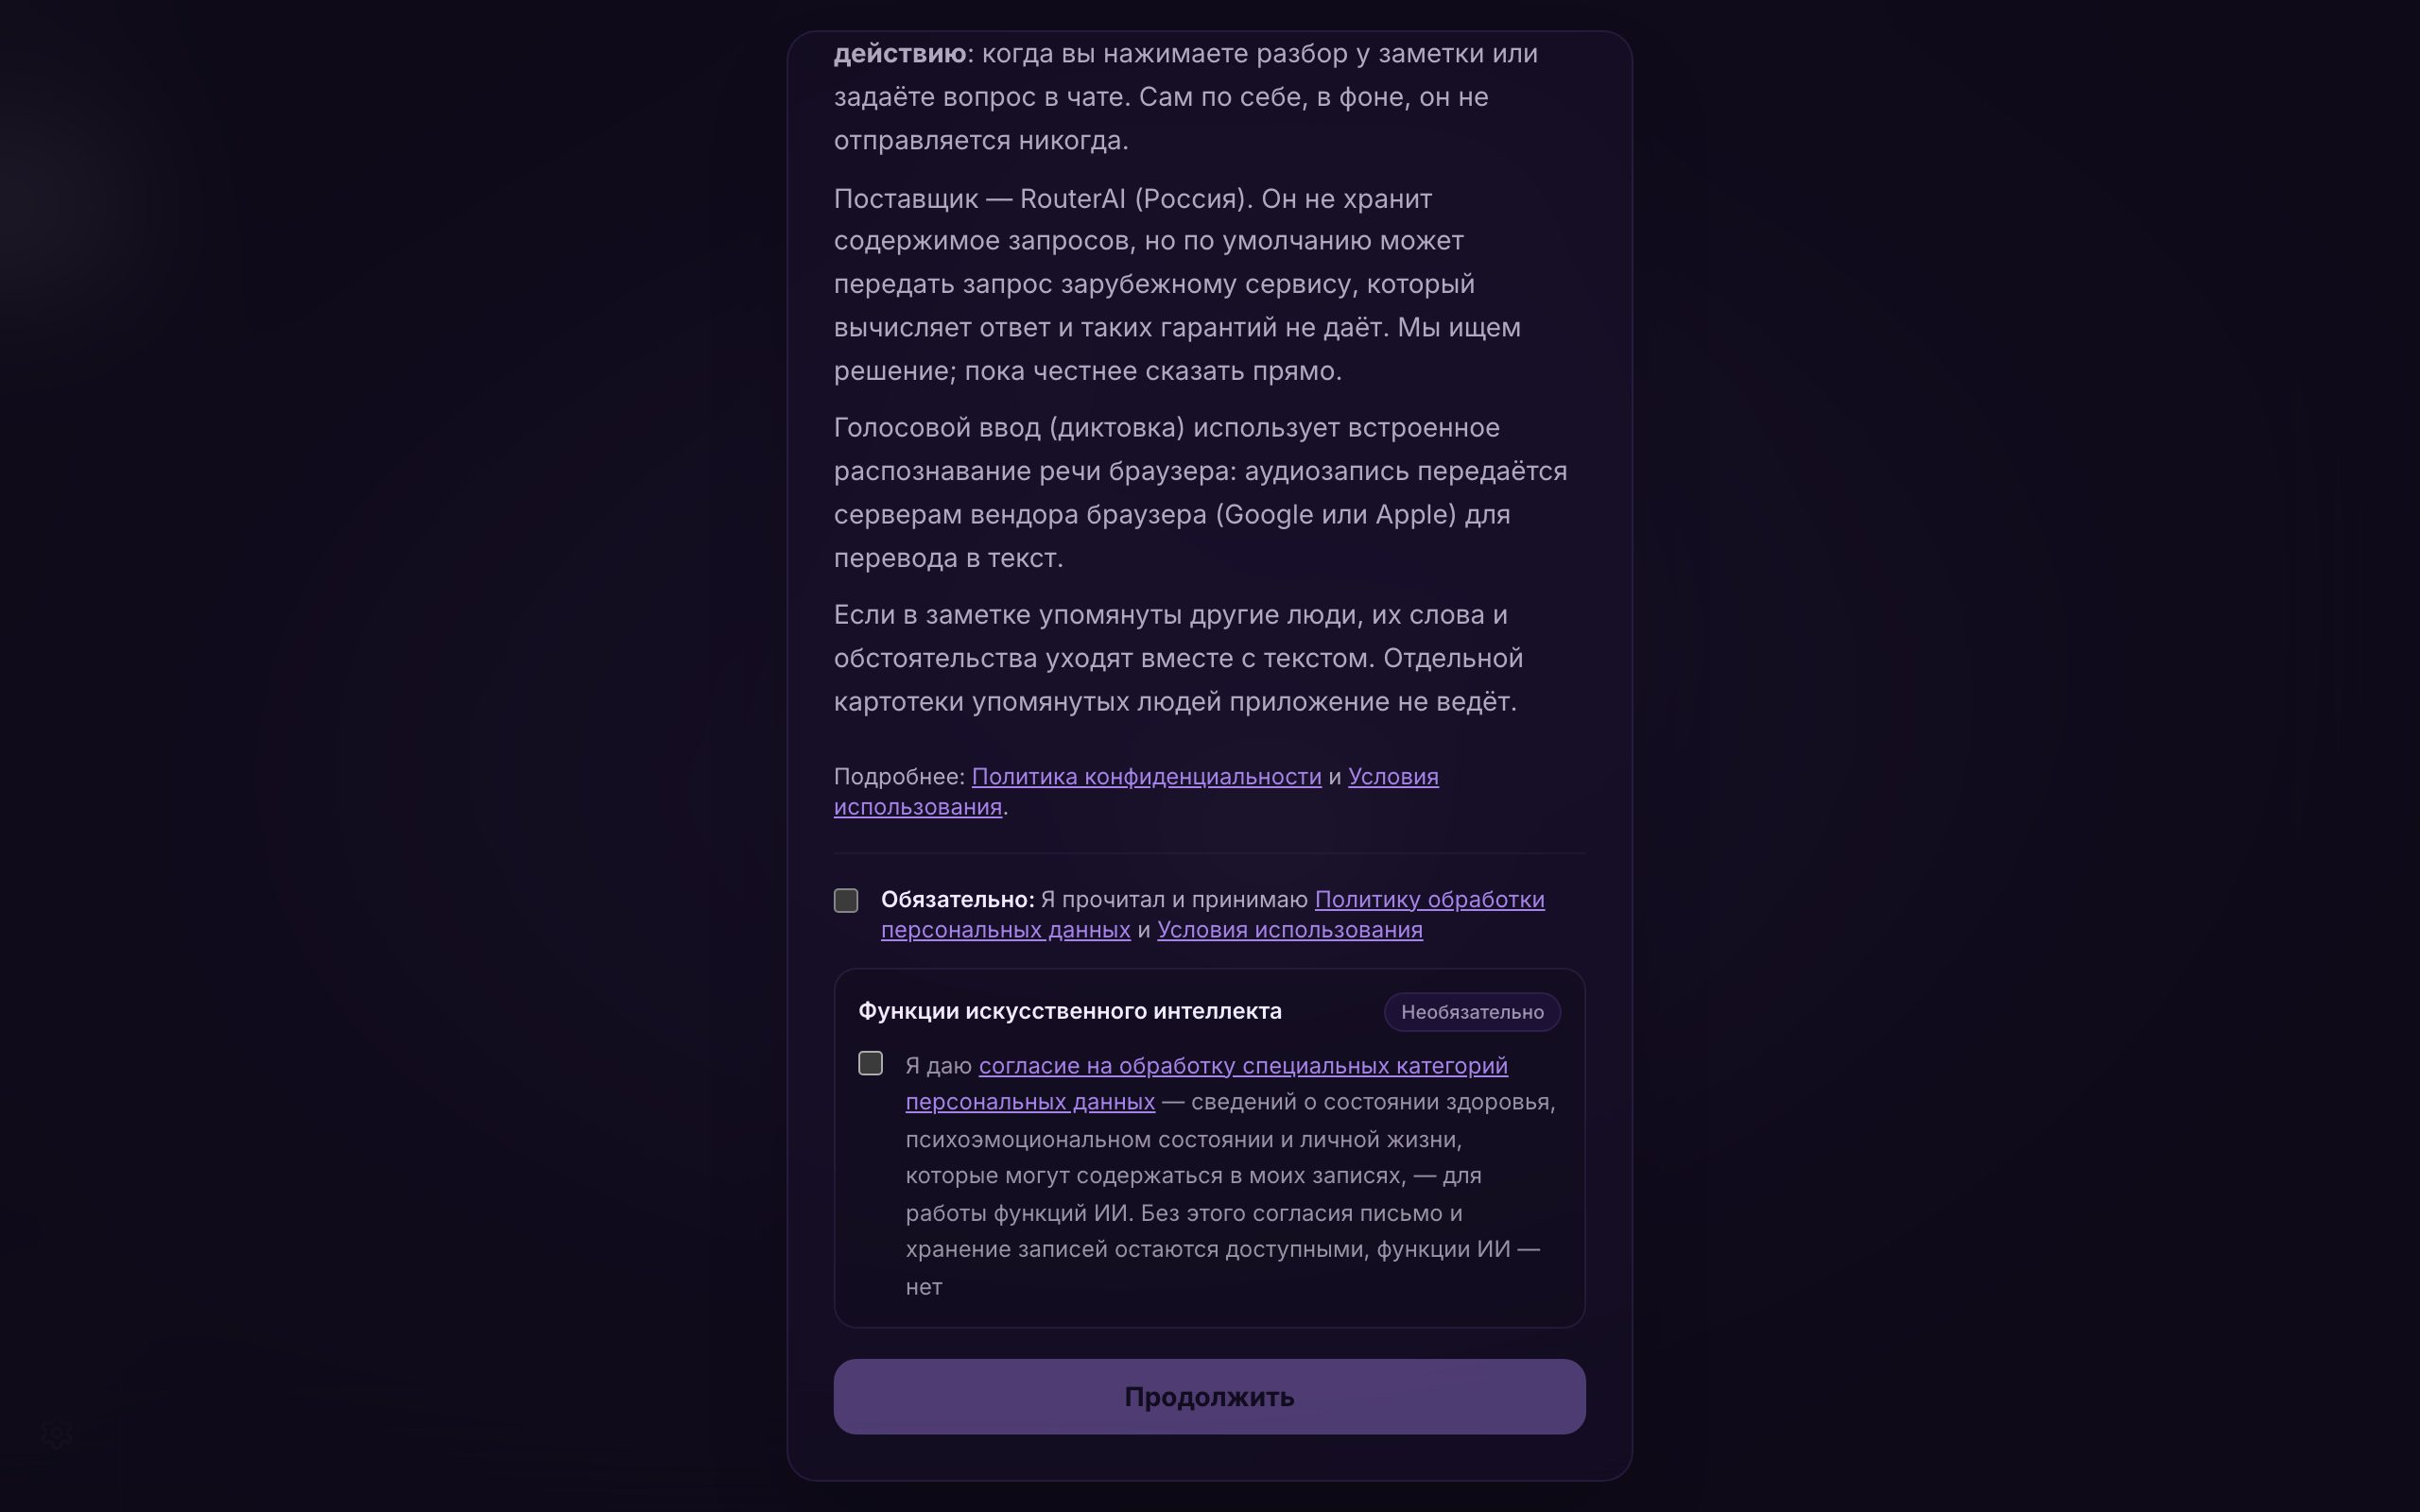 действию: когда вы нажимаете разбор у заметки или
задаёте вопрос в чате. Сам по себе, в фоне, он не
отправляется никогда.
Поставщик — RouterAI (Россия). Он не хранит
содержимое запросов, но по умолчанию может
передать запрос зарубежному сервису, который
вычисляет ответ и таких гарантий не даёт. Мы ищем
решение; пока честнее сказать прямо.
Голосовой ввод (диктовка) использует встроенное
распознавание речи браузера: аудиозапись передаётся
серверам вендора браузера (Google или Apple) для
перевода в текст.
Если в заметке упомянуты другие люди, их слова и
обстоятельства уходят вместе с текстом. Отдельной
картотеки упомянутых людей приложение не ведёт.
Подробнее: Политика конфиденциальности и Условия
использования.
Обязательно: Я прочитал и принимаю Политику обработки
персональных данных и Условия использования
Функции искусственного интеллекта
Необязательно
Я даю согласие на обработку специальных категорий
персональных данных — сведений о состоянии здоровья,
психоэмоциональном состоянии и личной жизни,
которые могут содержаться в моих записях, — для
работы функций ИИ. Без этого согласия письмо и
хранение записей остаются доступными, функции ИИ —
нет
Продолжить